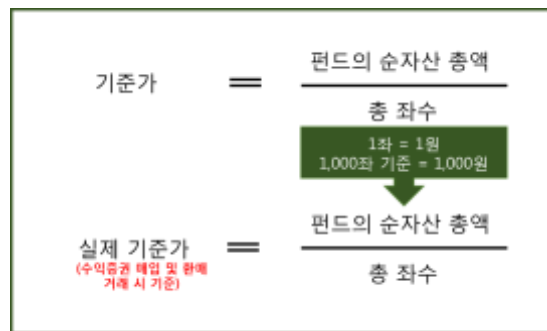 펀드의 순자산 총액
기준가 =
총 좌수
1좌 = 1원
1,000좌 기준 = 1,000원
펀드의 순자산 총액
실제 기준가 =
(수익증권 매입 및 환매
거래 시 기준)
총 좌수